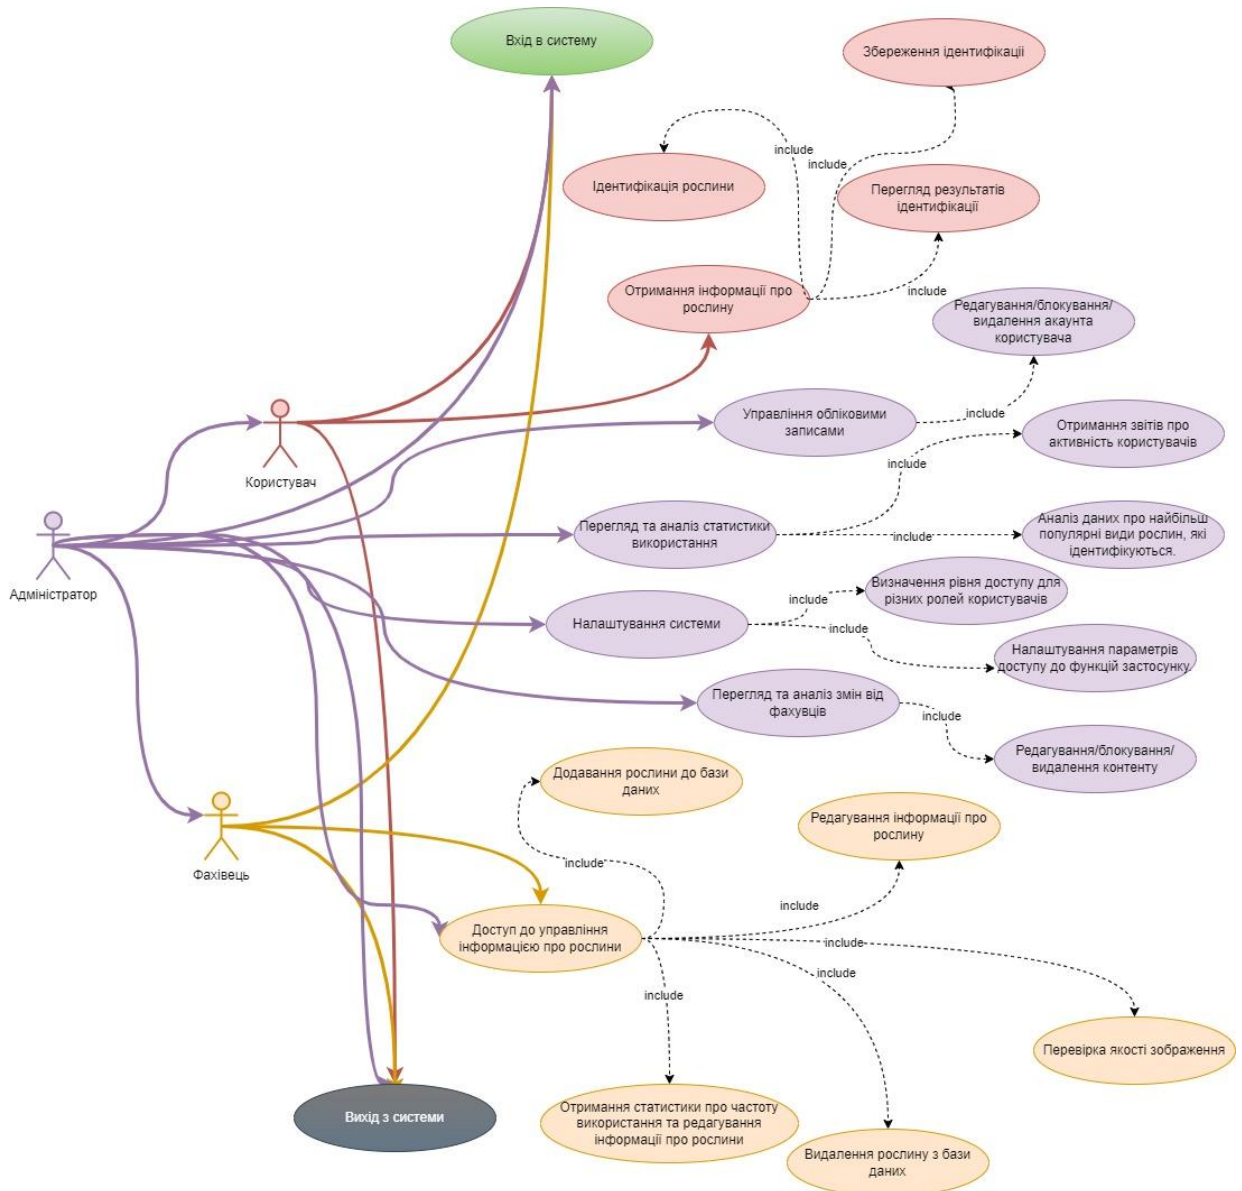 Вхід в систему
Збереження ідентифікації
include
include
Ідентифікація рослини
Перегляд результатів
ідентифікації
Отримання інформації про
рослину
include
Редагування/блокування/
видалення акаунта
користувача
Управління обліковими
записами
include
Отримання звітів про
активність користувачів
Користувач
include
Перегляд та аналіз статистики
використання
include
Аналіз даних про найбільш
популярні види рослин, які
ідентифікуються.
Адміністратор
Визначення рівня доступу для
різних ролей користувачів
include
Налаштування системи
include
Налаштування параметрів
доступу до функцій застосунку.
Перегляд та аналіз змін від
фахувців
include
Редагування/блокування/
видалення контенту
Додавання рослини до бази
даних
Редагування інформації про
рослину
Фахівець
include
include
Доступ до управління
інформацією про рослини
include
include
include
Перевірка якості зображення
Вихід з системи
Отримання статистики про частоту
використання та редагування
інформації про рослини
Видалення рослину з бази
даних